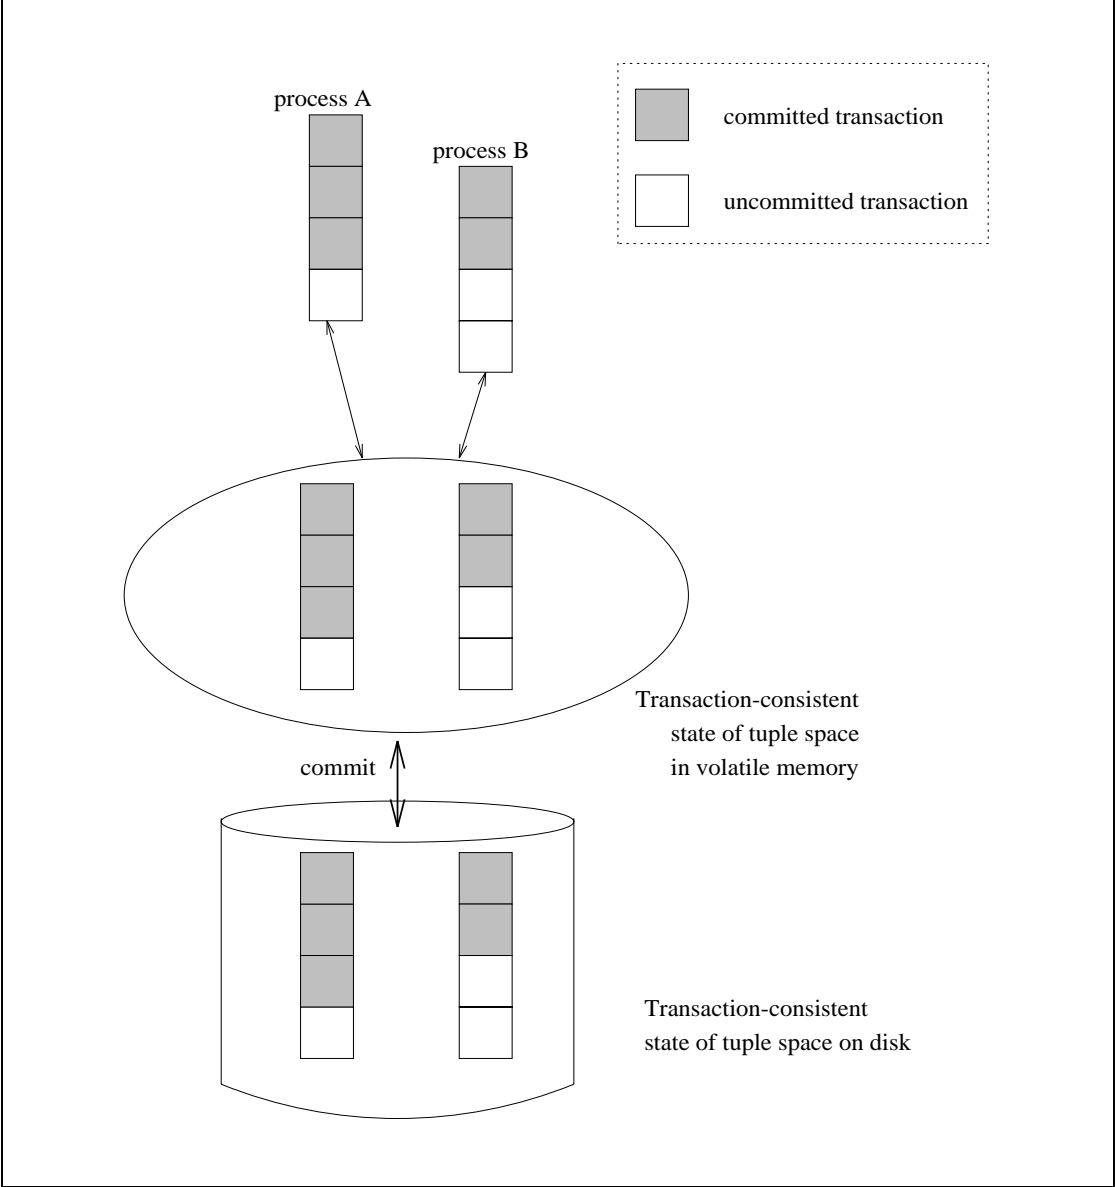 process A
process B
committed transaction
uncommitted transaction
Transaction-consistent
state of tuple space
in volatile memory
commit
Transaction-consistent
state of tuple space on disk